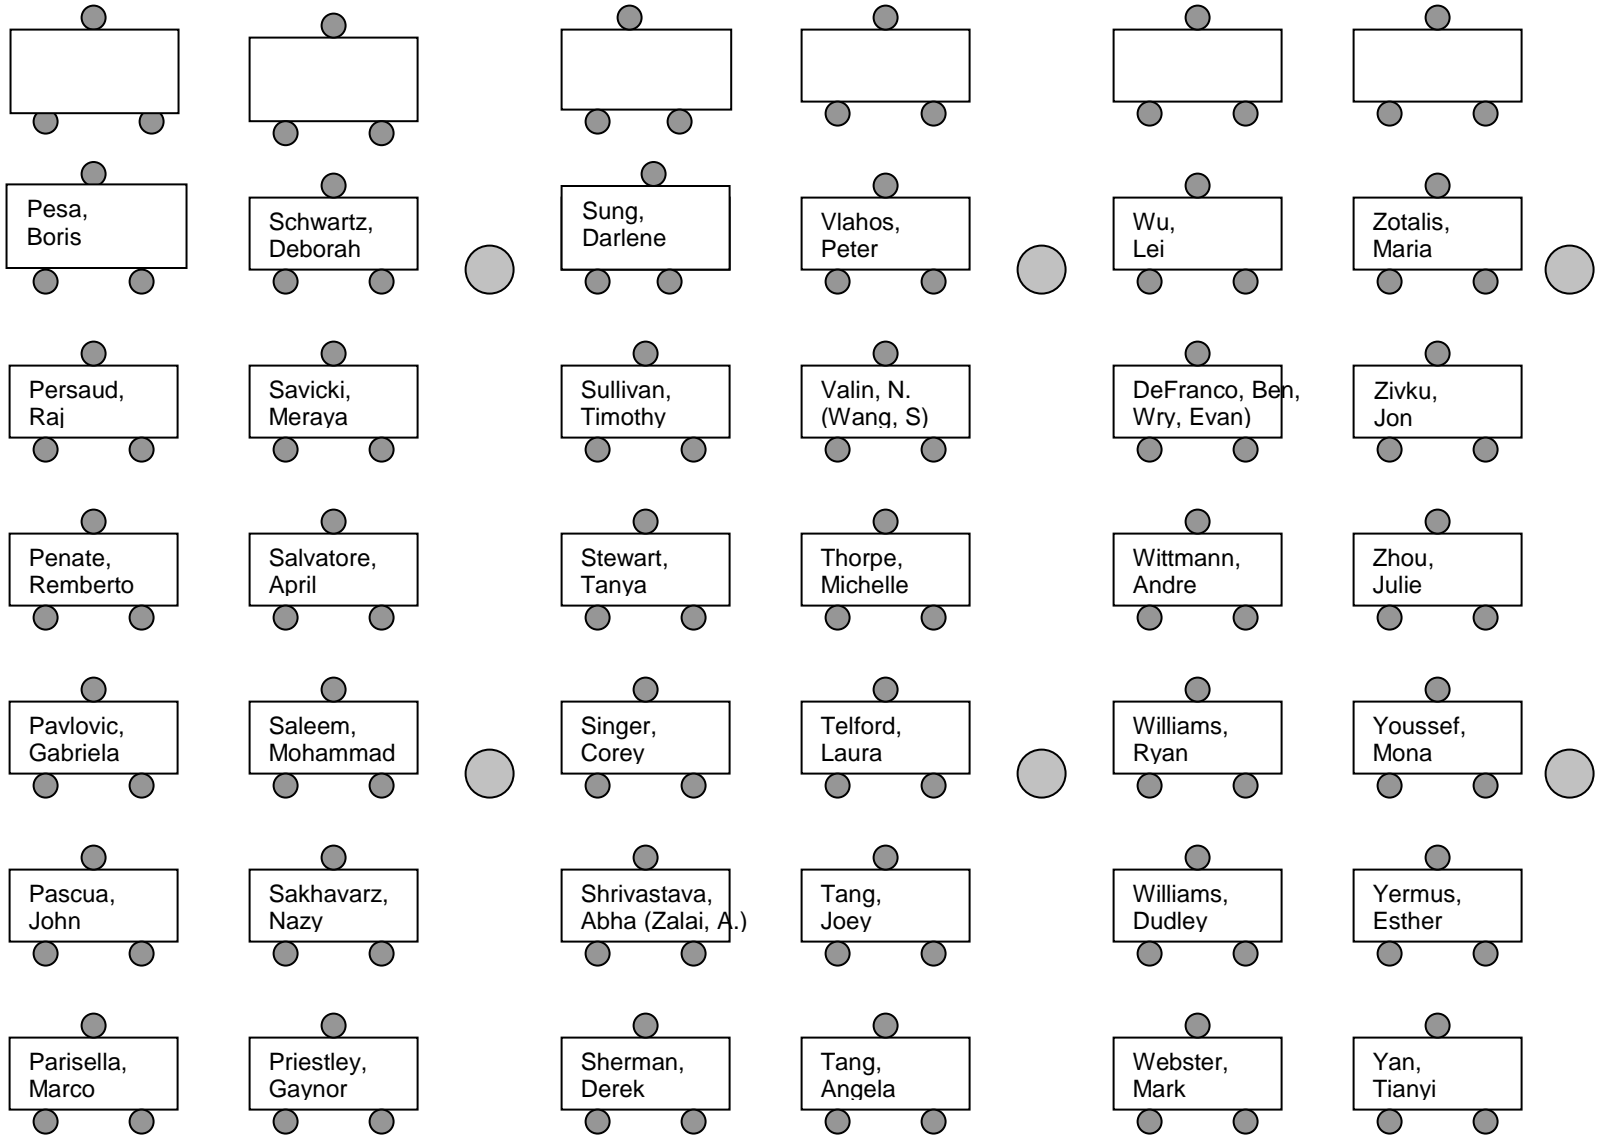 Pesa,
Boris
Schwartz,
Deborah
Sung,
Darlene
Vlahos,
Peter
Wu,
Lei
Zotalis,
Maria
Persaud,
Raj
Savicki,
Meraya
Sullivan,
Timothy
Valin, N.
(Wang, S)
DeFranco, Ben,
Wry, Evan)
Zivku,
Jon
Penate,
Remberto
Salvatore,
April
Stewart,
Tanya
Thorpe,
Michelle
Wittmann,
Andre
Zhou,
Julie
Pavlovic,
Gabriela
Saleem,
Mohammad
Singer,
Corey
Telford,
Laura
Williams,
Ryan
Youssef,
Mona
Pascua,
John
Sakhavarz,
Nazy
Shrivastava,
Abha (Zalai, A.)
Tang,
Joey
Williams,
Dudley
Yermus,
Esther
Parisella,
Marco
Priestley,
Gaynor
Sherman,
Derek
Tang,
Angela
Webster,
Mark
Yan,
Tianyi